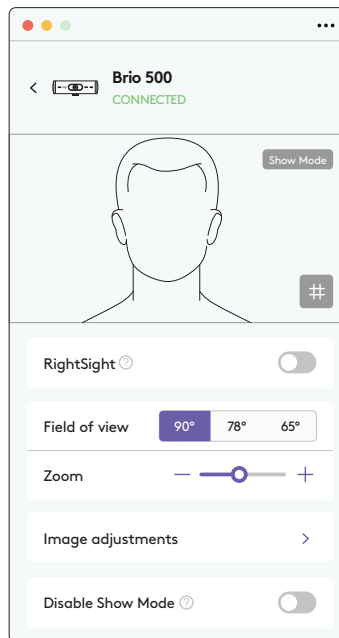 Brio 500
CONNECTED
Show Mode
RightSight
Field of view 90° 78° 65°
Zoom
Image adjustments
Disable Show Mode